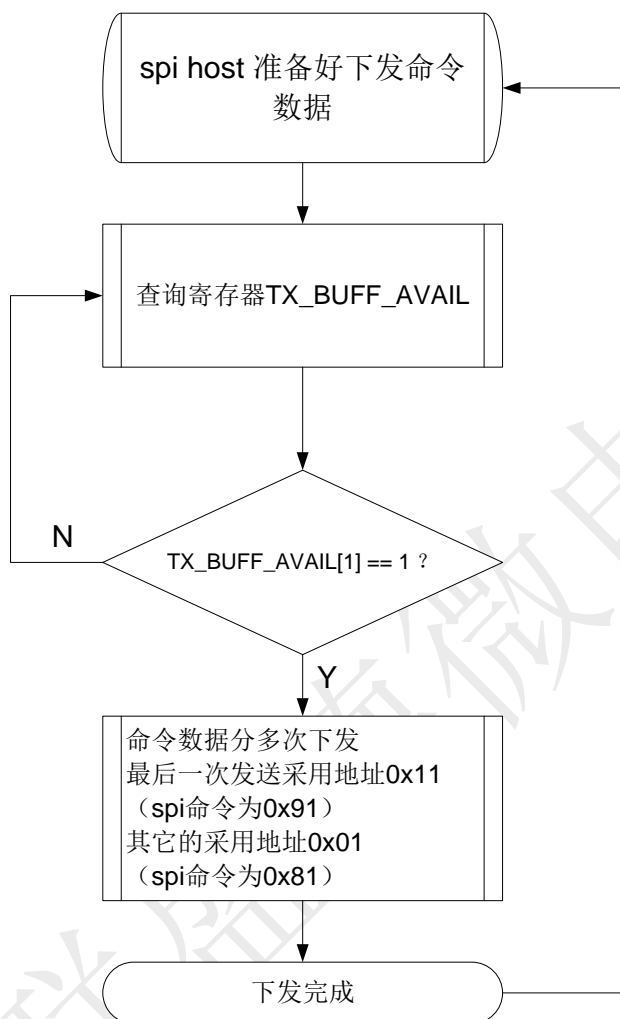 spi host 准备好下发命令
数据
查询寄存器TX_BUFF_AVAIL
N
TX_BUFF_AVAIL[1] == 1 ？
Y
命令数据分多次下发
最后一次发送采用地址0x11
（spi命令为0x91）
其它的采用地址0x01
（spi命令为0x81）
下发完成